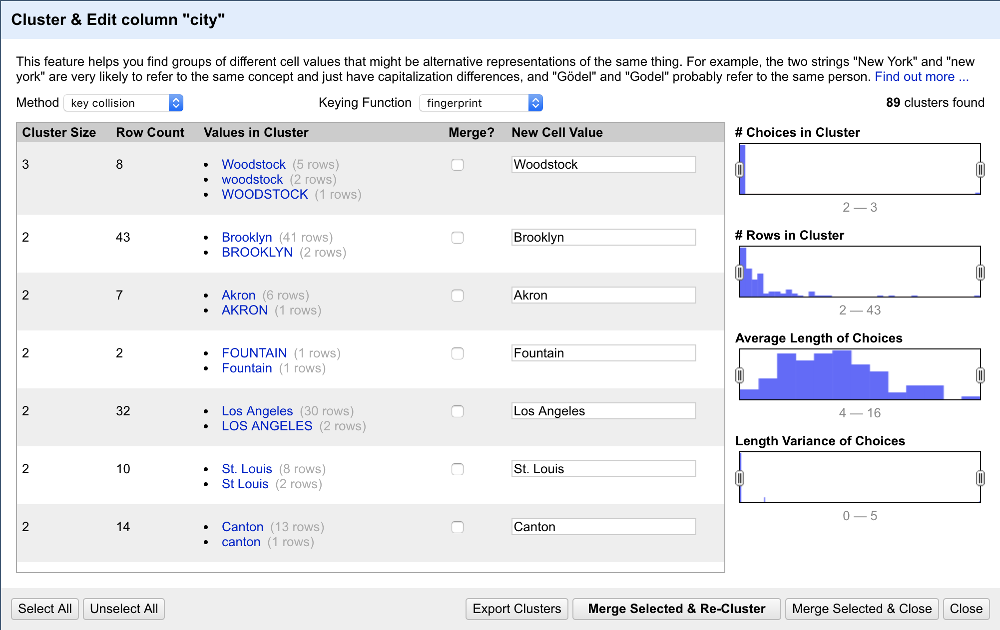 Cluster & Edit column "city"
This feature helps you find groups of different cell values that might be alternative representations of the same thing. For example, the two strings "New York" and "new
york" are very likely to refer to the same concept and just have capitalization differences, and "Gödel" and "Godel" probably refer to the same person. Find out more ...
Method key collision Keying Function fingerprint 89 clusters found
Cluster Size Row Count Values in Cluster Merge? New Cell Value
3 8 • Woodstock (5 rows) Woodstock
• woodstock (2 rows)
• WOODSTOCK (1 rows)
2 43 • Brooklyn (41 rows) Brooklyn
• BROOKLYN (2 rows)
2 7 • Akron (6 rows) Akron
• AKRON (1 rows)
2 2 • FOUNTAIN (1 rows) Fountain
• Fountain (1 rows)
2 32 • Los Angeles (30 rows) Los Angeles
• LOS ANGELES (2 rows)
2 10 • St. Louis (8 rows) St. Louis
• St Louis (2 rows)
2 14 • Canton (13 rows) Canton
• canton (1 rows)
# Choices in Cluster
2 — 3
# Rows in Cluster
2 — 43
Average Length of Choices
4 — 16
Length Variance of Choices
0 — 5
Select All Unselect All Export Clusters Merge Selected & Re-Cluster Merge Selected & Close Close